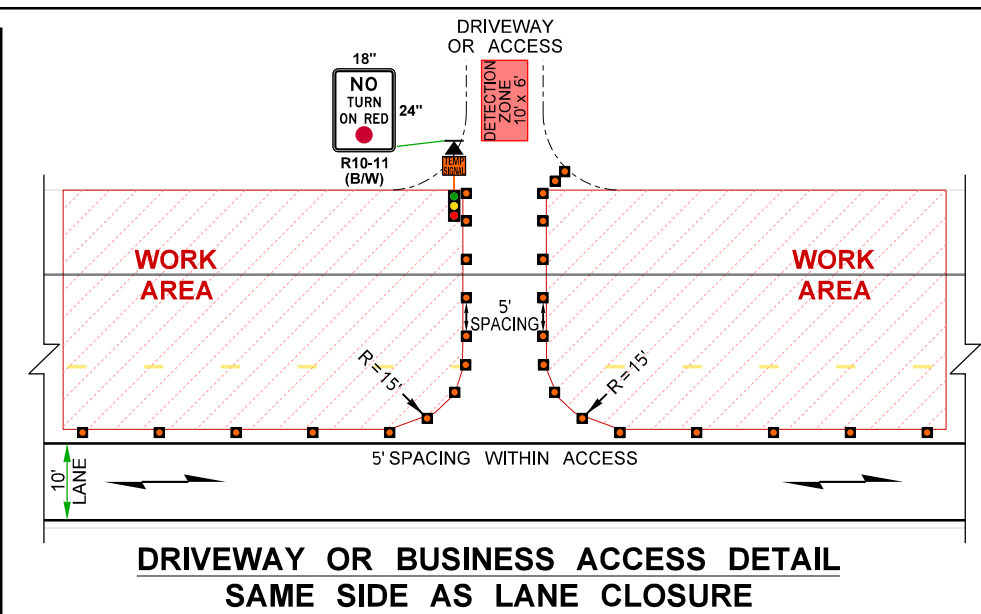 DRIVEWAY
OR ACCESS
18"
NO
TURN
ON RED
24"
R10-11
(B/W)
TEMP
SIGNAL
DETECTION
ZONE
10' x 6'
WORK
AREA
WORK
AREA
5'
SPACING
R = 15'
R = 15'
5' SPACING WITHIN ACCESS
10'
LANE
DRIVEWAY OR BUSINESS ACCESS DETAIL
SAME SIDE AS LANE CLOSURE